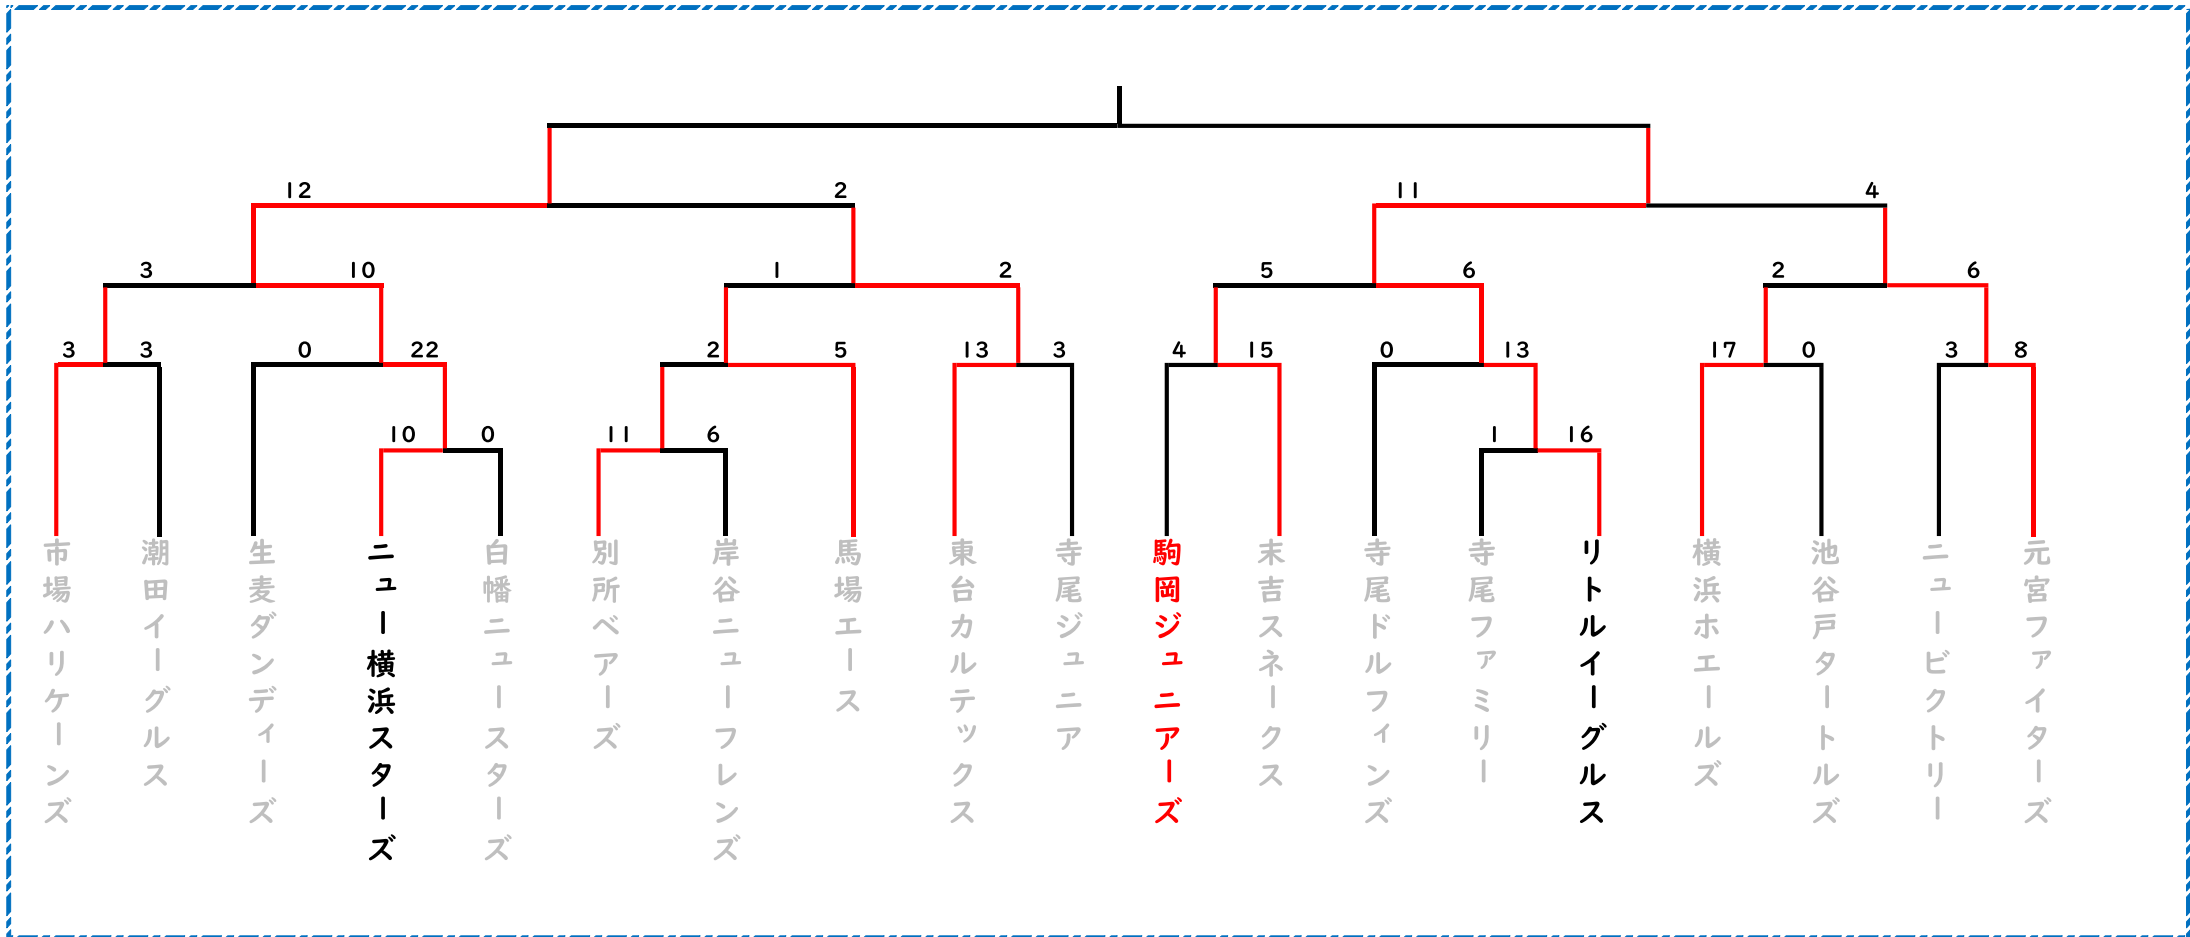 12 2 11 4
3 10 1 2 5 6 2 6
3 3 0 22 2 5 13 3 4 15 0 13 17 0 3 8
10 0 11 6 1 16
市場ハリケーンズ
潮田イーグルス
生麦ダンディーズ
ニュー横浜スターズ
白幡ニュースターズ
別所ベアーズ
岸谷ニューフレンズ
馬場エース
東台カルテックス
寺尾ジュニア
駒岡ジュニアーズ
末吉スネークス
寺尾ドルフィンズ
寺尾ファミリー
リトルイーグルス
横浜ホエールズ
池谷戸タートルズ
ニュービクトリー
元宮ファイターズ